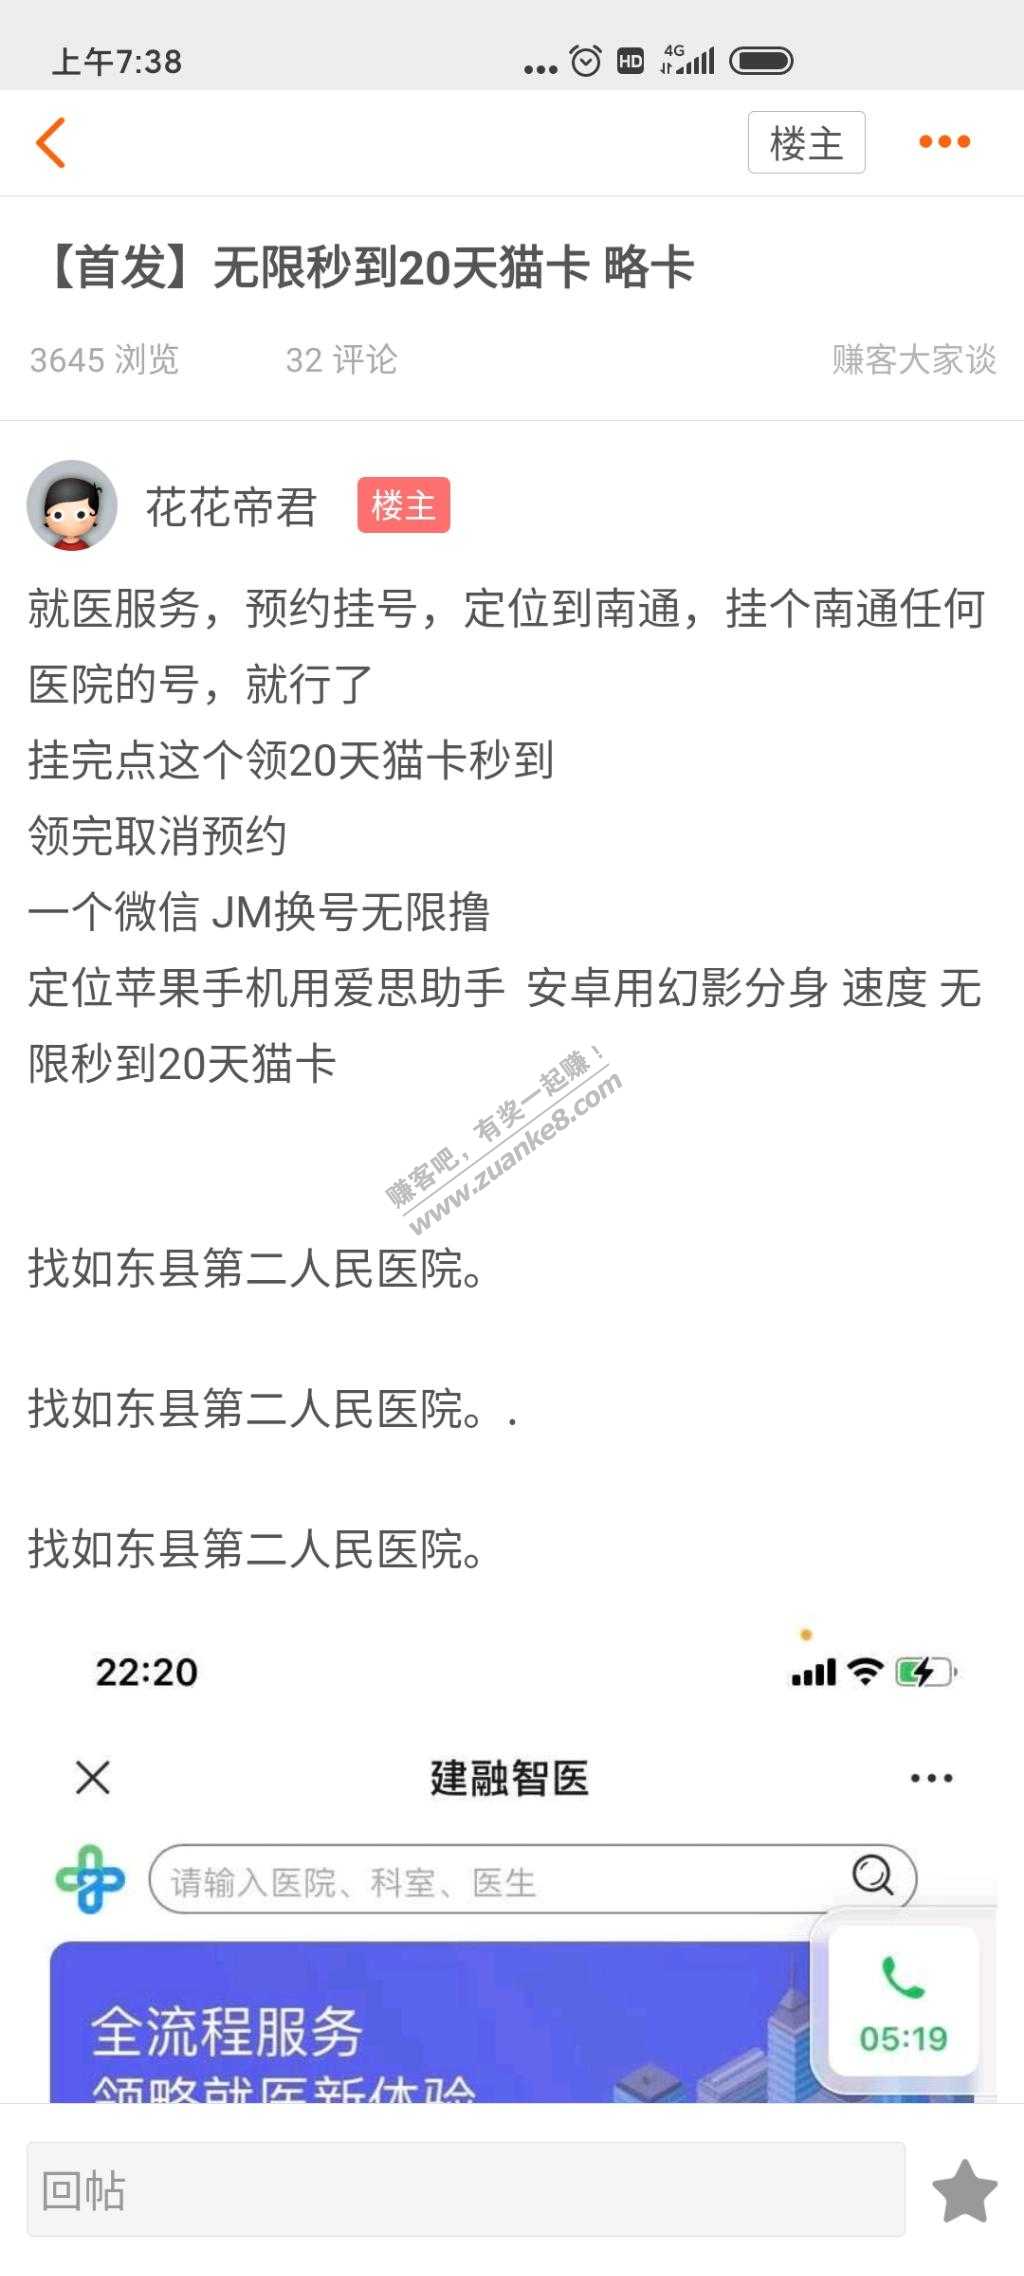 上午7:38
HD
4G
楼主
【首发】无限秒到20天猫卡 略卡
3645 浏览
32 评论
赚客大家谈
花花帝君
楼主
就医服务，预约挂号，定位到南通，挂个南通任何
医院的号，就行了
挂完点这个领20天猫卡秒到
领完取消预约
一个微信 JM换号无限撸
定位苹果手机用爱思助手 安卓用幻影分身 速度 无
限秒到20天猫卡
赚客吧，有奖一起赚！
www.zuanke8.com
找如东县第二人民医院。
找如东县第二人民医院。.
找如东县第二人民医院。
22:20
建融智医
请输入医院、科室、医生
全流程服务
05:19
领略就医新体验
回帖